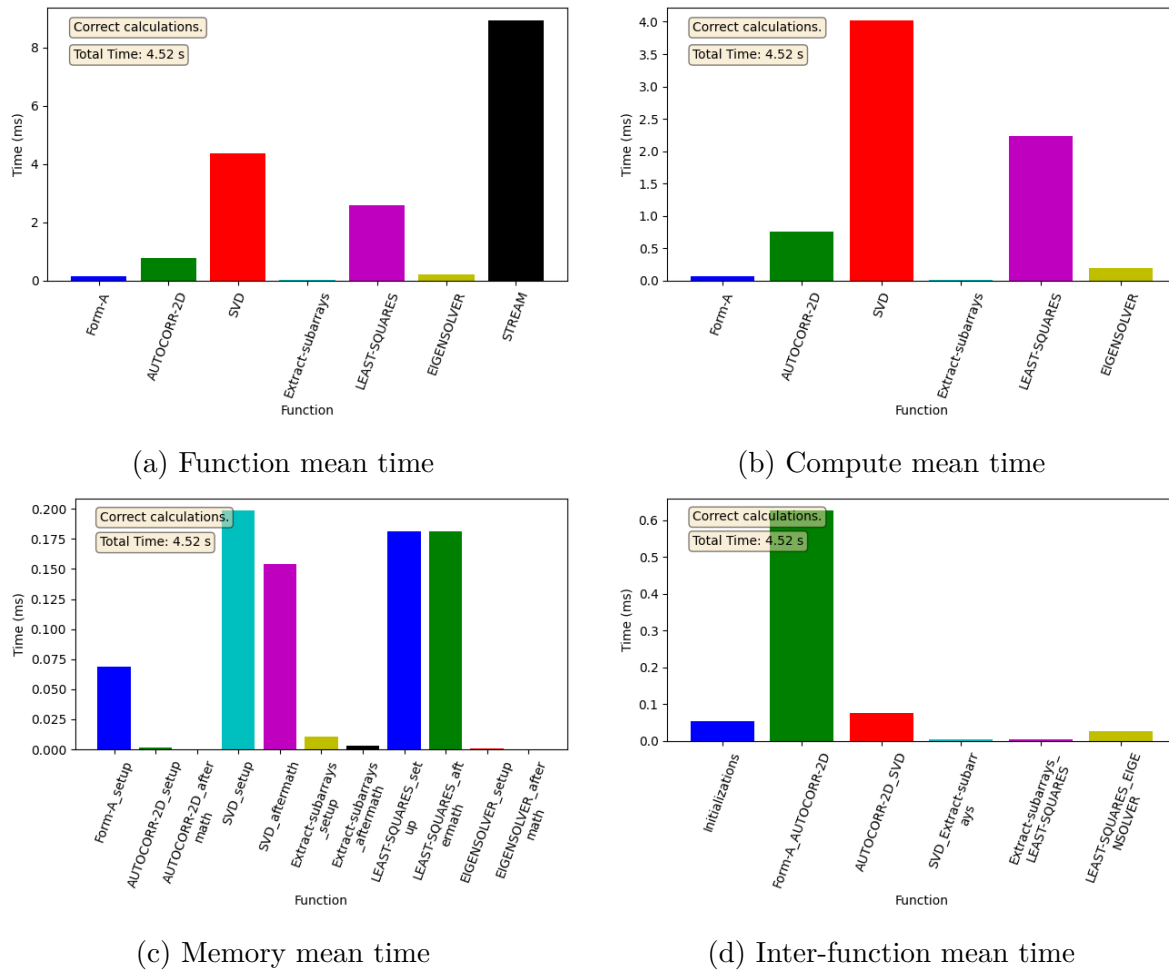 Correct calculations.
Total Time: 4.52 s
Time (ms)
8
6
4
2
0
Form-A
AUTOCORR-2D
SVD
Extract-subarrays
LEAST-SQUARES
EIGENSOLVER
STREAM
Function
(a) Function mean time
Correct calculations.
Total Time: 4.52 s
Time (ms)
4.0
3.5
3.0
2.5
2.0
1.5
1.0
0.5
0.0
Form-A
AUTOCORR-2D
SVD
Extract-subarrays
LEAST-SQUARES
EIGENSOLVER
Function
(b) Compute mean time
Correct calculations.
Total Time: 4.52 s
Time (ms)
0.200
0.175
0.150
0.125
0.100
0.075
0.050
0.025
0.000
Form-A_setup
AUTOCORR-2D_setup
AUTOCORR-2D_after
math
SVD_setup
SVD_aftermath
Extract-subarrays
_setup
Extract-subarrays
_aftermath
LEAST-SQUARES_set
up
LEAST-SQUARES_aft
ermath
EIGENSOLVER_setup
EIGENSOLVER_after
math
Function
(c) Memory mean time
Correct calculations.
Total Time: 4.52 s
Time (ms)
0.6
0.5
0.4
0.3
0.2
0.1
0.0
Initializations
Form-A_AUTOCORR-2D
AUTOCORR-2D_SVD
SVD_Extract-subarr
ays
Extract-subarrays_
LEAST-SQUARES
LEAST-SQUARES_EIGE
NSOLVER
Function
(d) Inter-function mean time